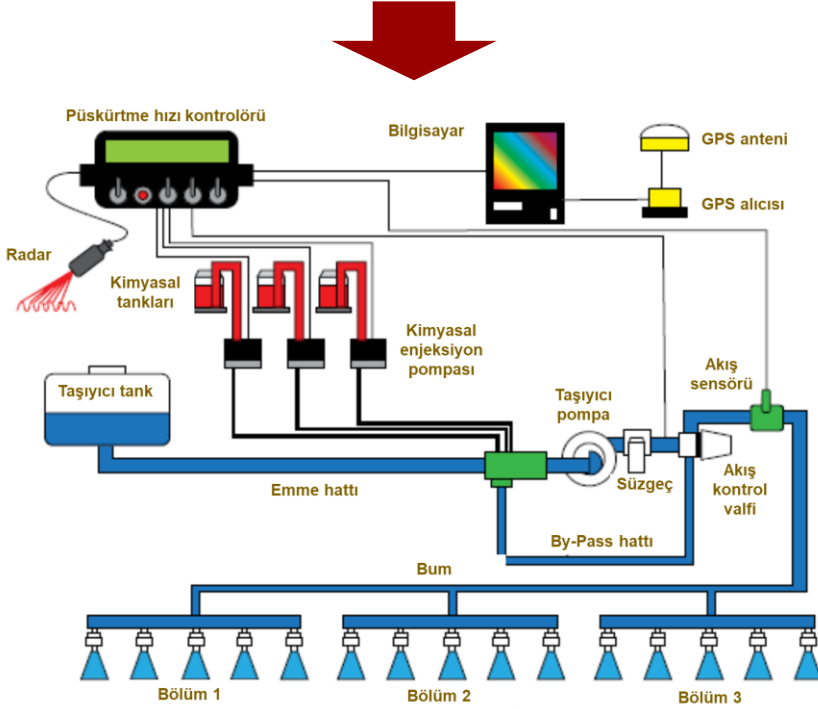 Püskürtme hızı kontrolörü
Bilgisayar
GPS anteni
GPS alıcısı
Radar
Kimyasal
tankları
Kimyasal
enjeksiyon
pompası
Akış
sensörü
Taşıyıcı tank
Taşıyıcı
pompa
Süzgeç
Akış
kontrol
valfi
Emme hattı
By-Pass hattı
Bum
Bölüm 1
Bölüm 2
Bölüm 3